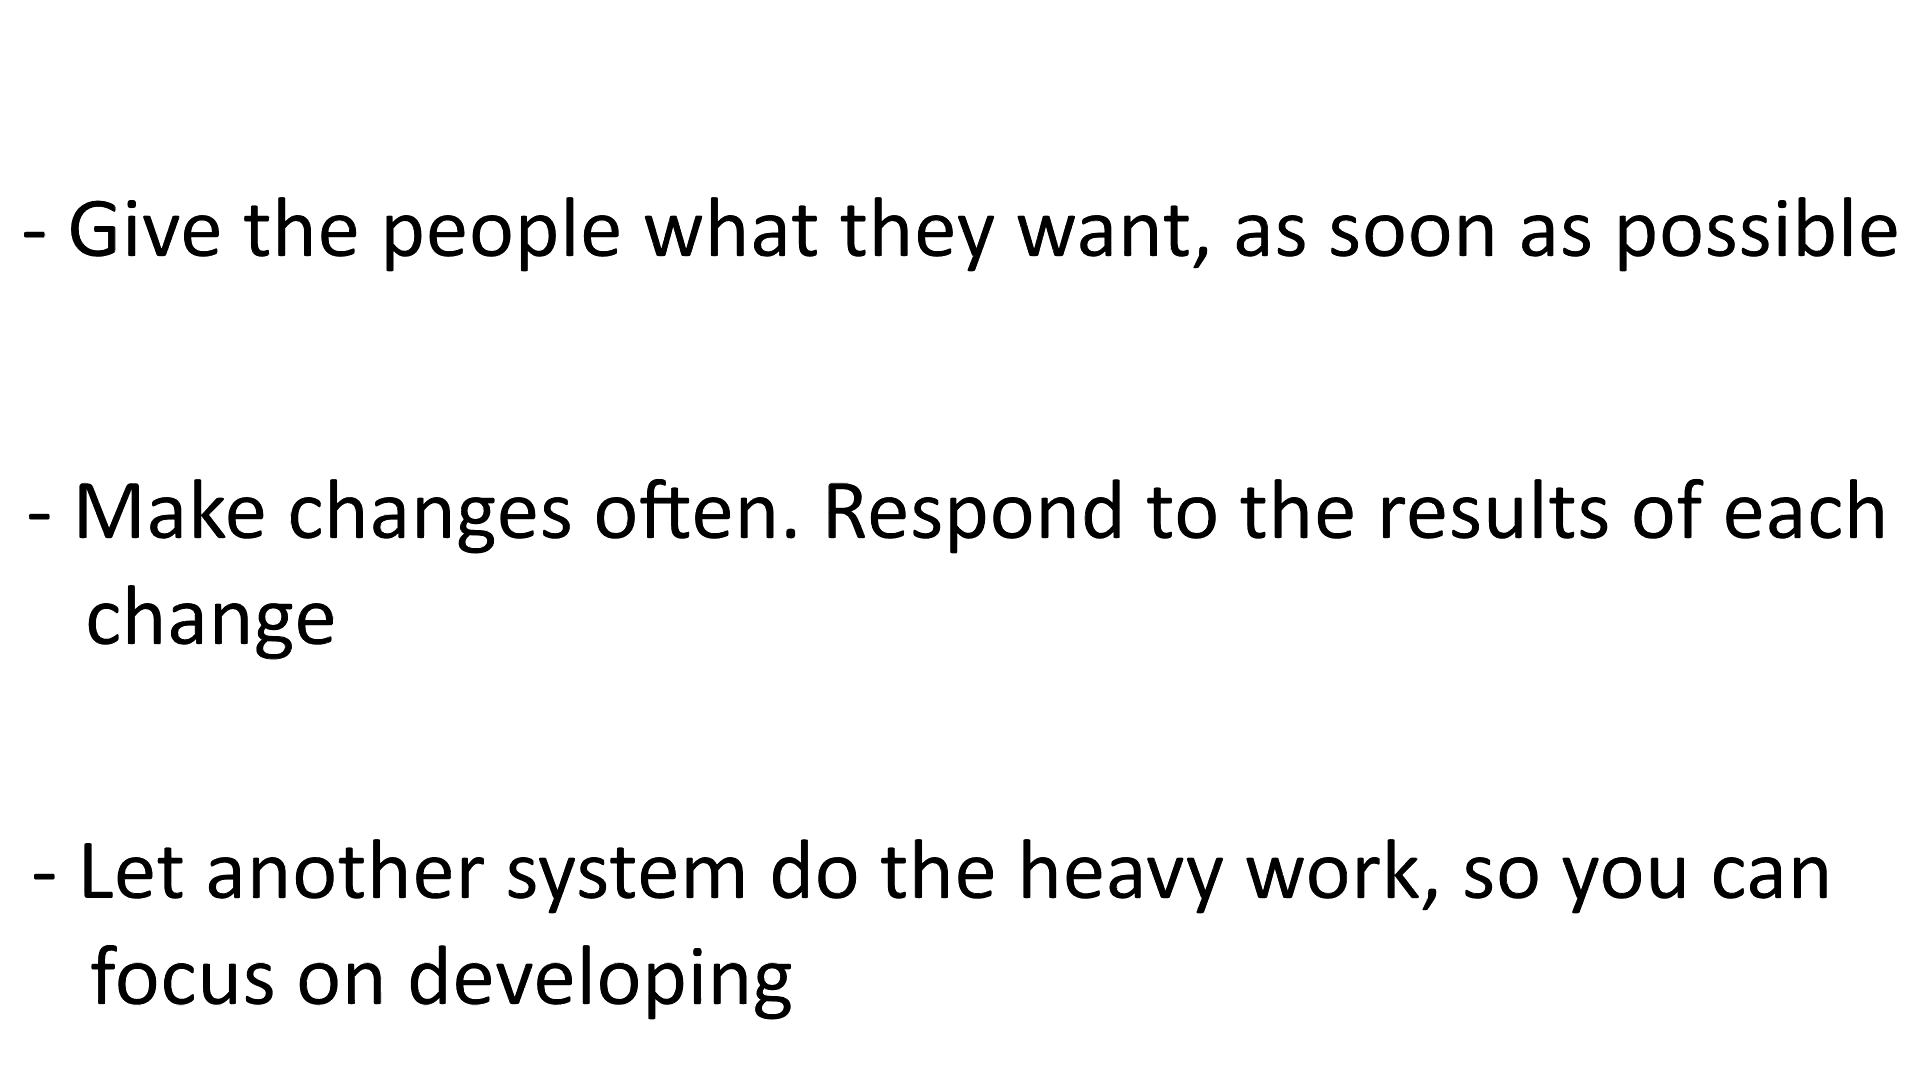 - Give the people what they want, as soon as possible
- Make changes often. Respond to the results of each
change
- Let another system do the heavy work, so you can
focus on developing